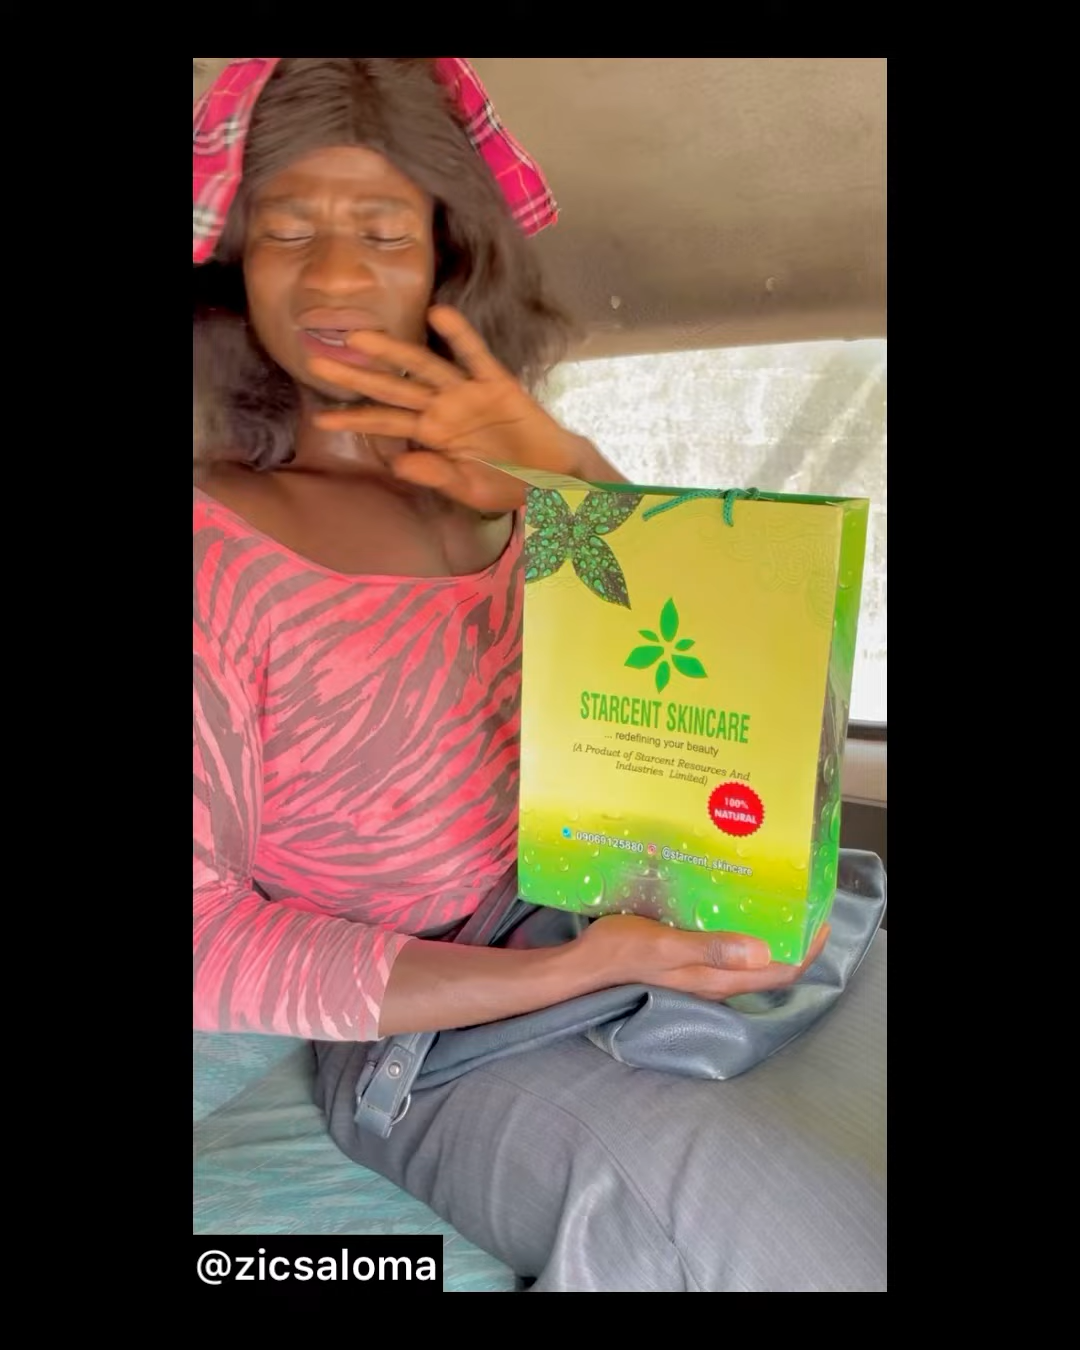 STARCENT SKINCARE
... redefining your beauty
(A Product of Starcent Resources And
Industries Limited)
100%
NATURAL
09069125880 @starcent_skincare
@zicsaloma